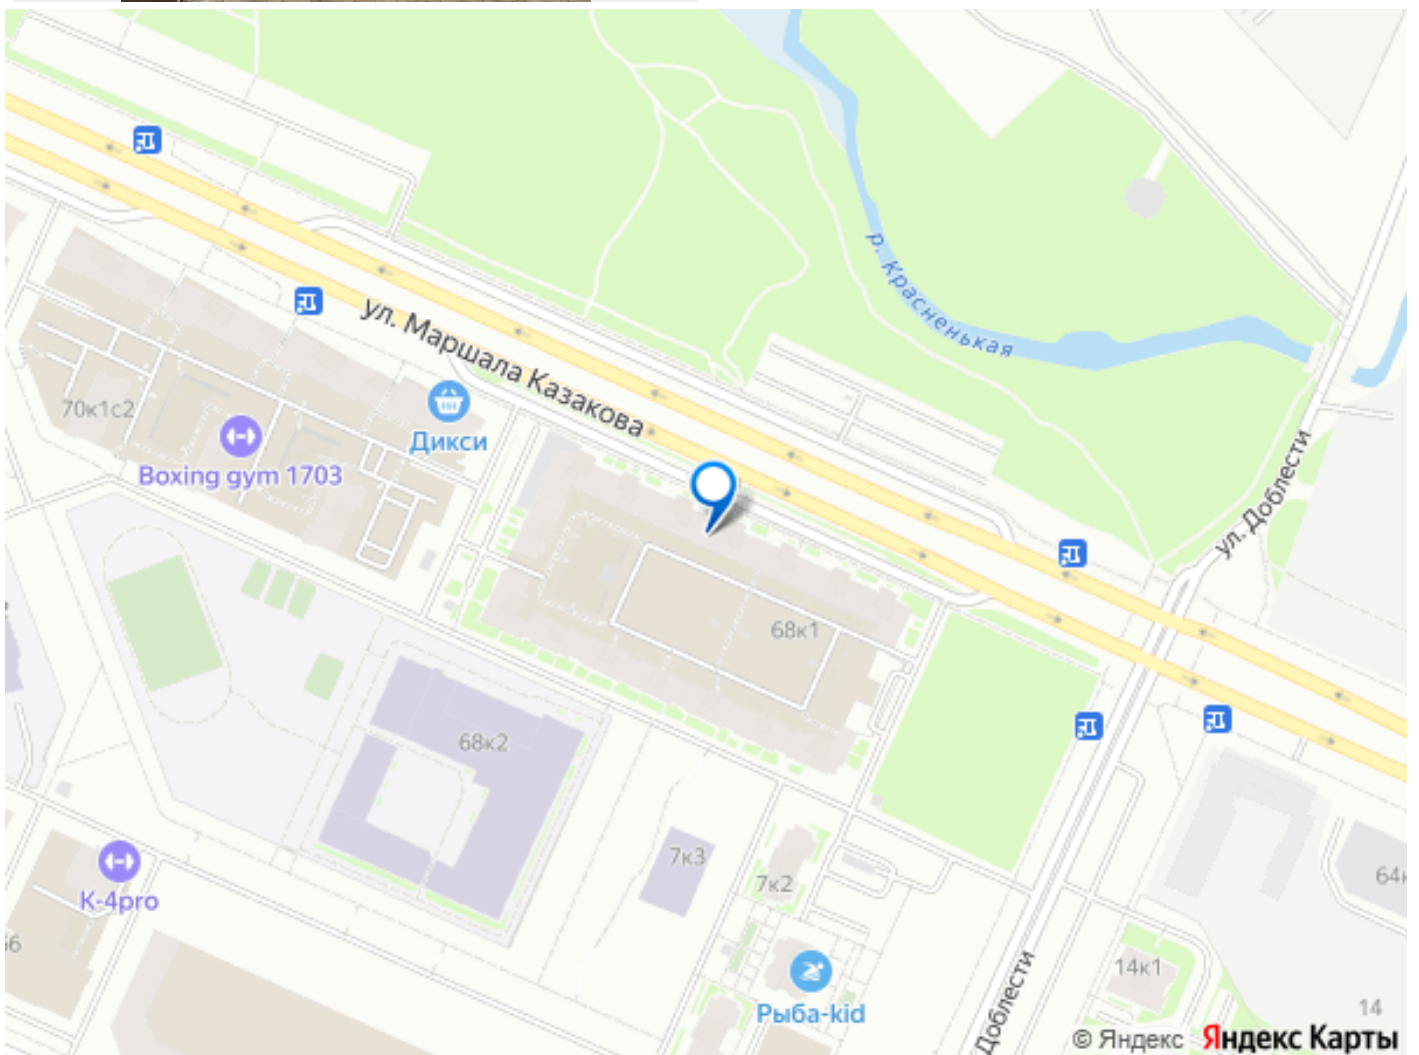 р. Красненькая
ул. Маршала Казакова
70к1с2
Дикси
Boxing gym 1703
ул. Доблести
68к1
68к2
7к3
7к2
K-4pro
Рыба-kid
Доблести
14к1
14
© Яндекс Яндекс Карты